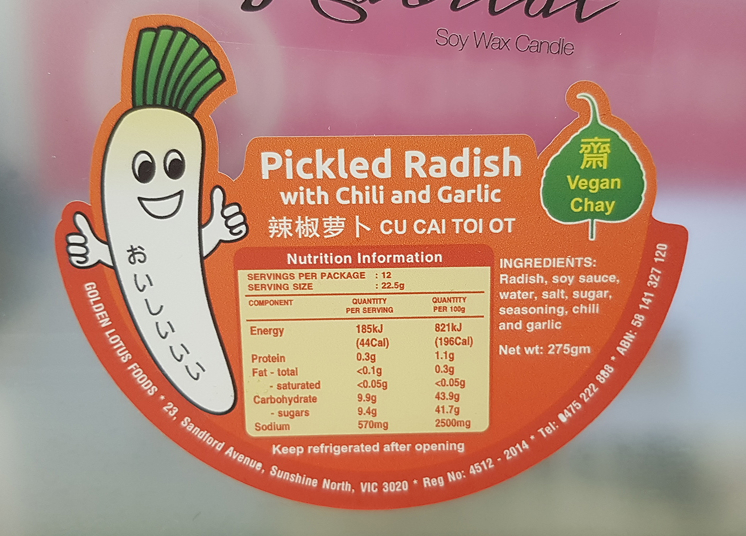 Soy Wax Candle
Pickled Radish
with Chili and Garlic
辣椒萝卜 CU CAI TOI OT
齋
Vegan
Chay
おいしふふふ
Nutrition Information
SERVINGS PER PACKAGE : 12
SERVING SIZE : 22.5g
COMPONENT QUANTITY PER SERVING QUANTITY PER 100g
Energy 185kJ 821kJ
(44Cal) (196Cal)
Protein 0.3g 1.1g
Fat - total <0.1g 0.3g
- saturated <0.05g <0.05g
Carbohydrate 9.9g 43.9g
- sugars 9.4g 41.7g
Sodium 570mg 2500mg
INGREDIENTS:
Radish, soy sauce,
water, salt, sugar,
seasoning, chili
and garlic
Net wt: 275gm
Keep refrigerated after opening
GOLDEN LOTUS FOODS * 23, Sandford Avenue, Sunshine North, VIC 3020 * Reg No: 4512 - 2014 * Tel: 0475 222 888 * ABN: 58 141 327 120